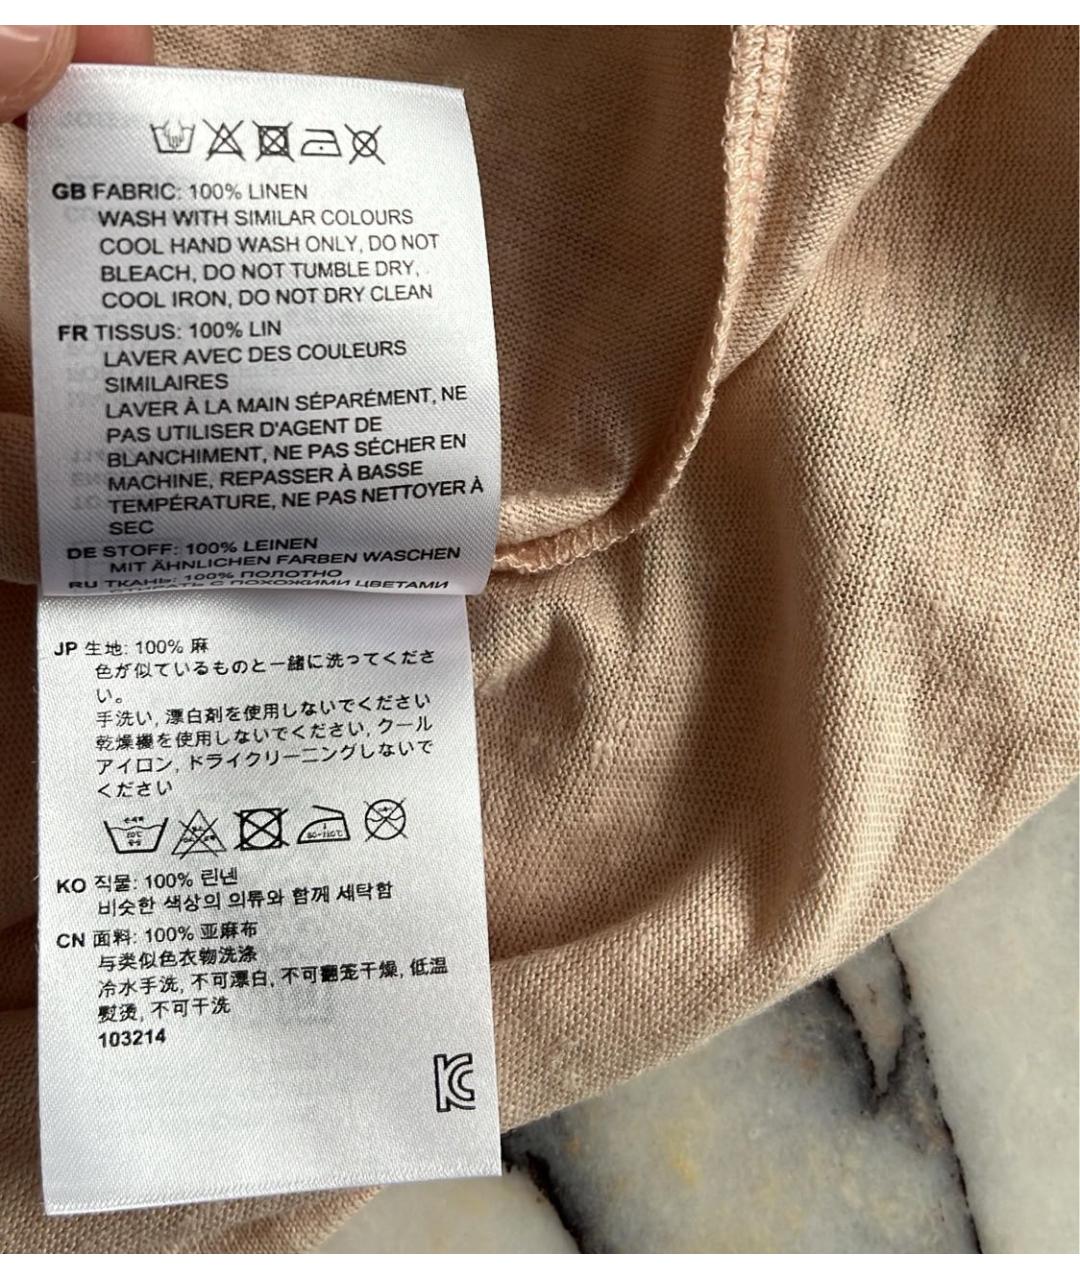 GB FABRIC: 100% LINEN
WASH WITH SIMILAR COLOURS
COOL HAND WASH ONLY, DO NOT
BLEACH, DO NOT TUMBLE DRY,
COOL IRON, DO NOT DRY CLEAN
FR TISSUS: 100% LIN
LAVER AVEC DES COULEURS
SIMILAIRES
LAVER À LA MAIN SÉPARÉMENT, NE
PAS UTILISER D'AGENT DE
BLANCHIMENT, NE PAS SÉCHER EN
MACHINE, REPASSER À BASSE
TEMPÉRATURE, NE PAS NETTOYER À
SEC
DE STOFF: 100% LEINEN
MIT ÄHNLICHEN FARBEN WASCHEN
RU ТКАНЬ: 100% ПОЛОТНО
СТИРАТЬ С ПОХОЖИМИ ЦВЕТАМИ
JP 生地: 100% 麻
色が似ているものと一緒に洗ってくださ
い。
手洗い, 漂白剤を使用しないでください
乾燥機を使用しないでください, クール
アイロン, ドライクリーニングしないで
ください
KO 직물: 100% 린넨
비슷한 색상의 의류와 함께 세탁함
CN 面料: 100% 亚麻布
与类似色衣物洗涤
冷水手洗, 不可漂白, 不可翻笼干燥, 低温
熨烫, 不可干洗
103214